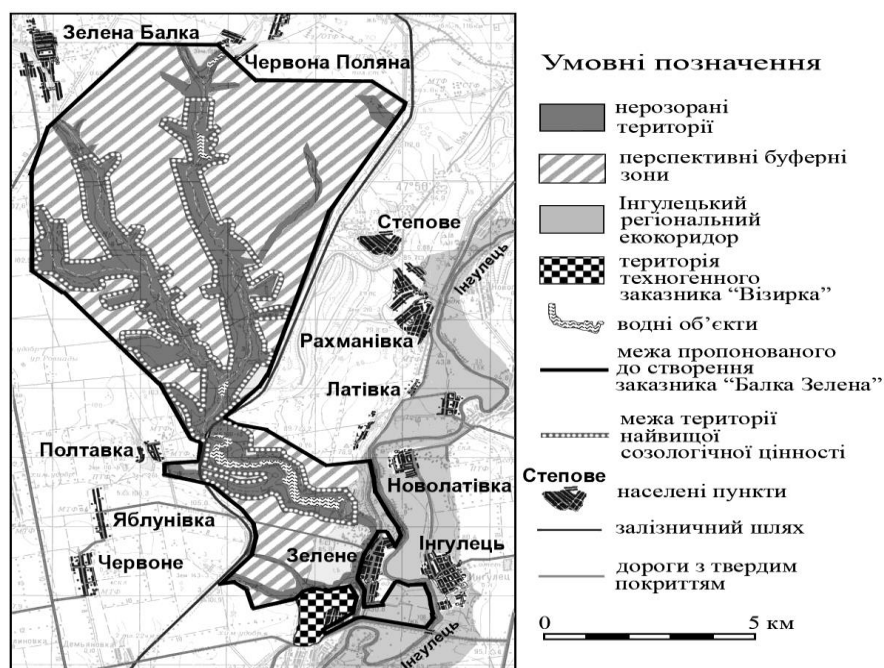 Зелена Балка
Червона Поляна
47°50'
Степове
Інгулець
Рахманівка
Латівка
Полтавка
Новолатівка
Яблунівка
Зелене
Інгулець
Червоне
Інгулець
Умовні позначення
нерозорані
території
перспективні буферні
зони
Інгулецький
регіональний
екокоридор
територія
техногенного
заказника “Візирка”
водні об’єкти
межа пропонованого
до створення
заказника “Балка Зелена”
межа території
найвищої
созологічної цінності
Степове
населені пункти
залізничний шлях
дороги з твердим
покриттям
0 5 км